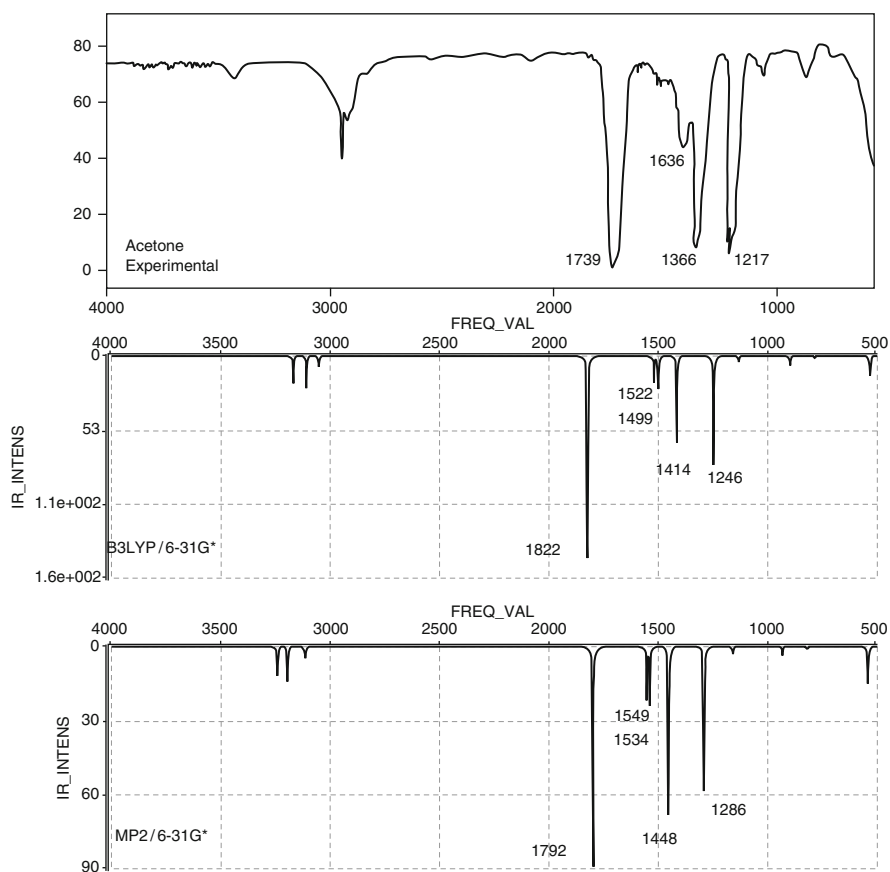 80
60
1636
40
20
Acetone
Experimental
1739 1366 1217
0
4000 3000 2000 1000
FREQ_VAL
4000 3500 3000 2500 2000 1500 1000 500
0
1522
1499
53
1414 1246
IR_INTENS
1.1e+002
B3LYP/6-31G*
1822
1.6e+002
FREQ_VAL
4000 3500 3000 2500 2000 1500 1000 500
0
30
1549
1534
IR_INTENS
60
1286
MP2/6-31G*
1792 1448
90